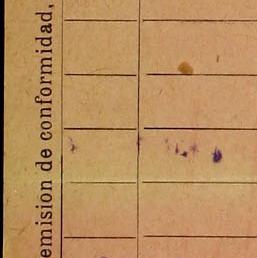 emision de conformidad,